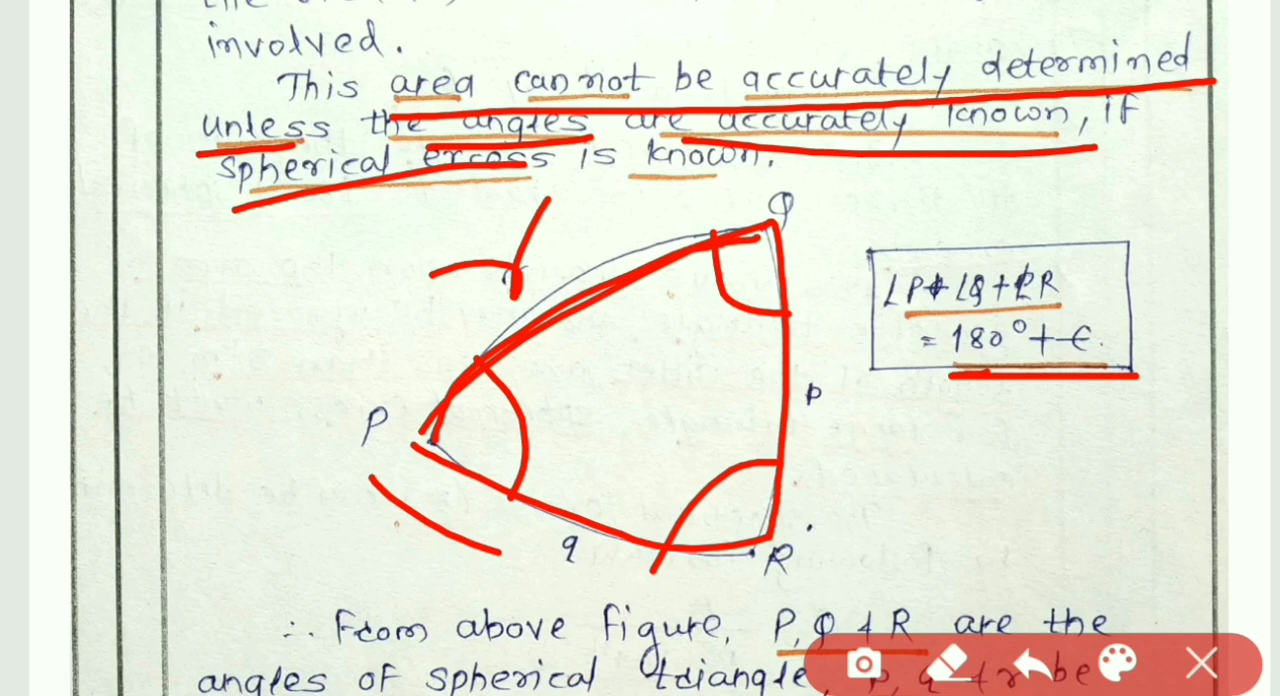 involved.
This area can not be accurately determined
unless the angles are accurately known, if
spherical excess is known.
Q
r
∠P+∠Q+∠R
= 180°+ε.
P
p
q
R
∴ From above figure, P, Q & R are the
angles of spherical triangle, p, q & r be